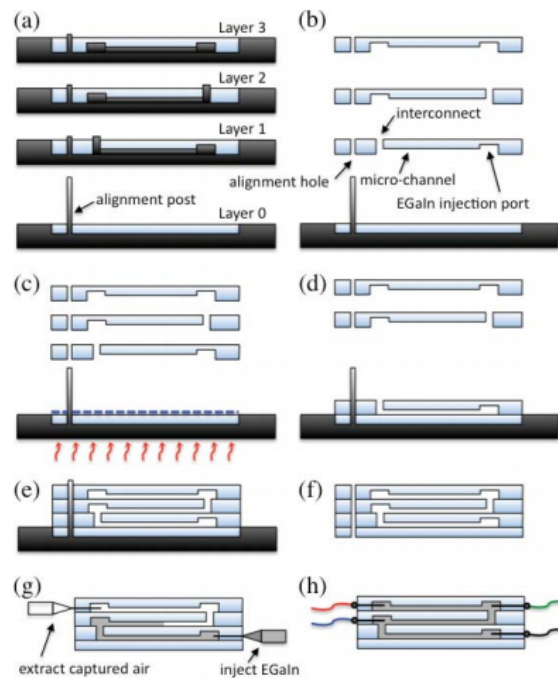 (a)
Layer 3
Layer 2
Layer 1
alignment post
Layer 0
(b)
interconnect
alignment hole
micro-channel
EGaIn injection port
(c)
(d)
(e)
(f)
(g)
extract captured air
inject EGaIn
(h)